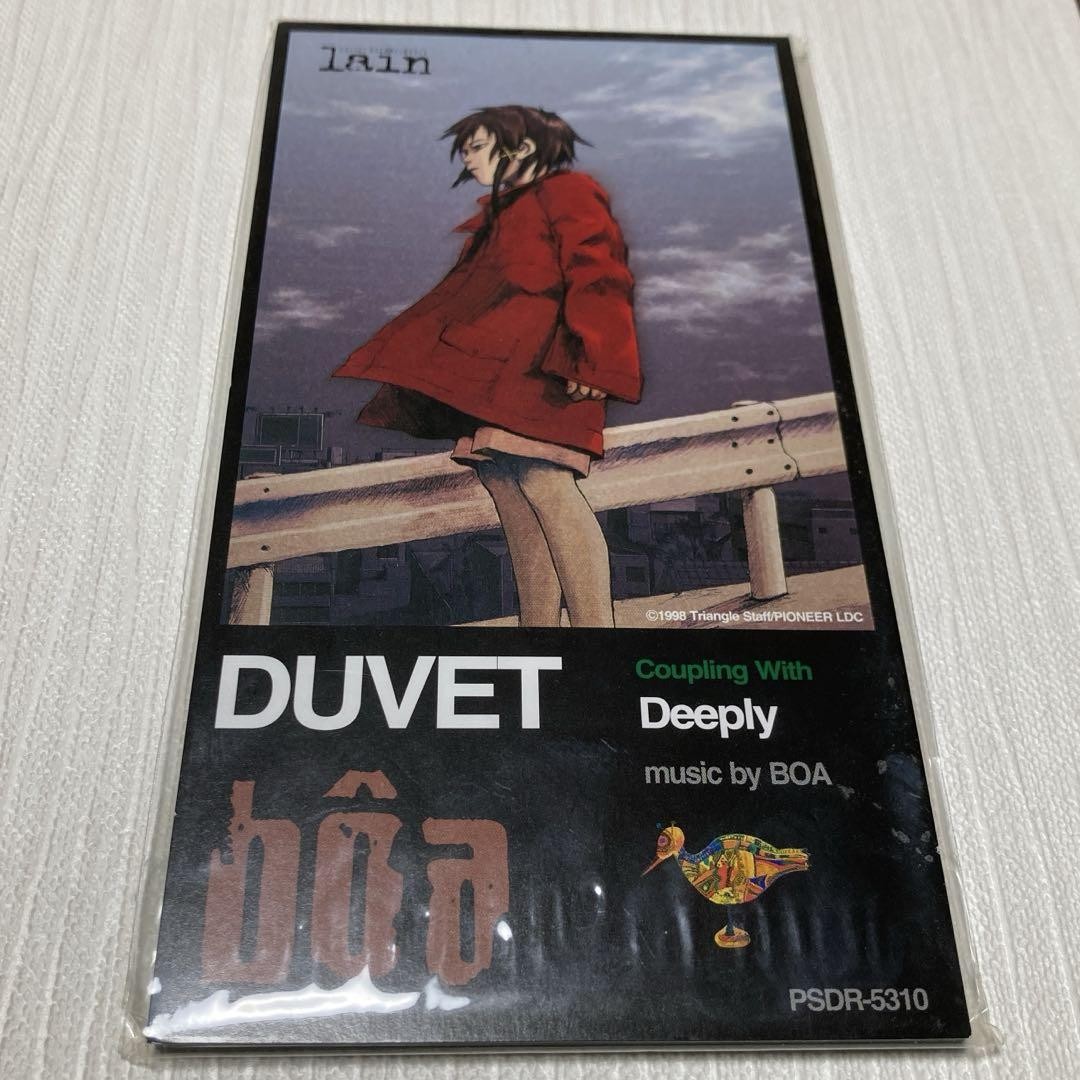 lain
©1998 Triangle Staff/PIONEER LDC
DUVET
Coupling With
Deeply
music by BOA
bôa
PSDR-5310